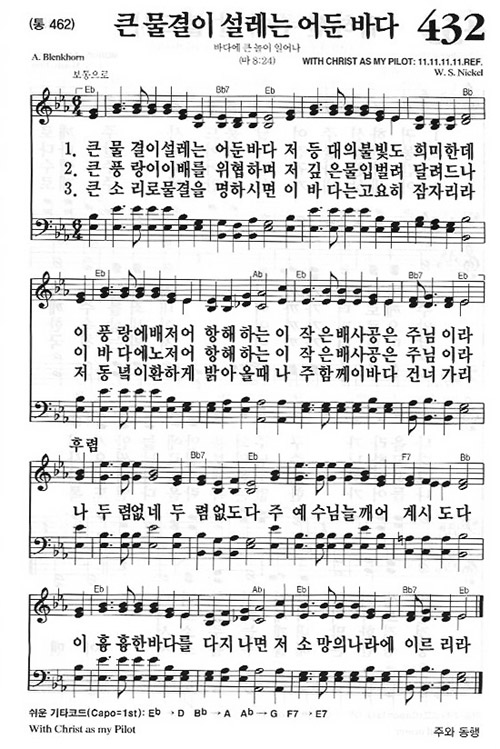 (통 462) 큰 물결이 설레는 어둔 바다 432
바다에 큰 놀이 일어나
(마 8:24)
A. Blenkhorn
WITH CHRIST AS MY PILOT: 11.11.11.11.REF.
W. S. Nickel
보통으로
Eb Bb7 Eb Bb
1. 큰 물 결이설레는 어둔바다 저 등 대의불빛도 희미한데
2. 큰 풍 랑이이배를 위협하며 저 깊 은물입벌려 달려드나
3. 큰 소 리로물결을 명하시면 이 바 다는고요히 잠자리라
Eb Ab Eb Bb7 Eb
이 풍 랑에배저어 항해 하는 이 작은배사공은 주님 이라
이 바 다에노저어 항해 하는 이 작은배사공은 주님 이라
저 동 녘이환하게 밝아 올때 나 주함께이바다 건너 가리
후렴
Bb7 Eb F7 Bb
나 두 렴없네 두 렴없도다 주 예수님늘깨어 계시 도다
Eb Ab Eb Bb7 Eb
이 흉 흉한바다를 다지 나면 저 소 망의나라에 이르 리라
쉬운 기타코드(Capo=1st): Eb → D Bb → A Ab → G F7 → E7
With Christ as my Pilot
주와 동행